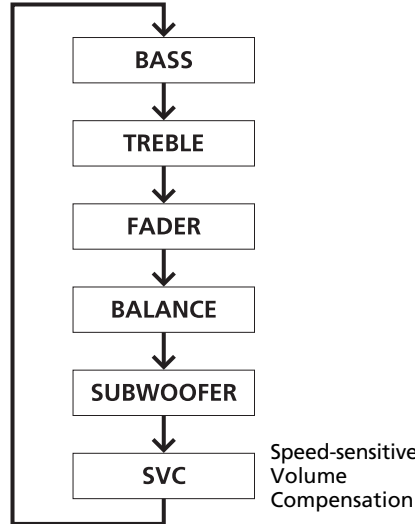 BASS
TREBLE
FADER
BALANCE
SUBWOOFER
SVC
Speed-sensitive
Volume
Compensation